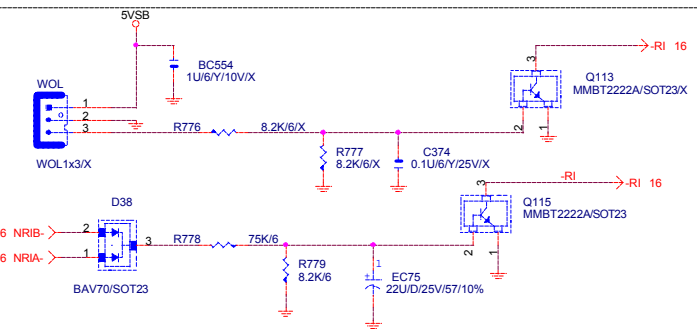 5VSB
BC554
1U/6/Y/10V/X
WOL
1
2
3
WOL1x3/X
R776
8.2K/6/X
R777
8.2K/6/X
C374
0.1U/6/Y/25V/X
3
2
1
-RI 16
Q113
MMBT2222A/SOT23/X
D38
6 NRIB-
2
6 NRIA-
1
3
BAV70/SOT23
R778
75K/6
R779
8.2K/6
+
1
EC75
22U/D/25V/57/10%
3
2
1
-RI
-RI 16
Q115
MMBT2222A/SOT23